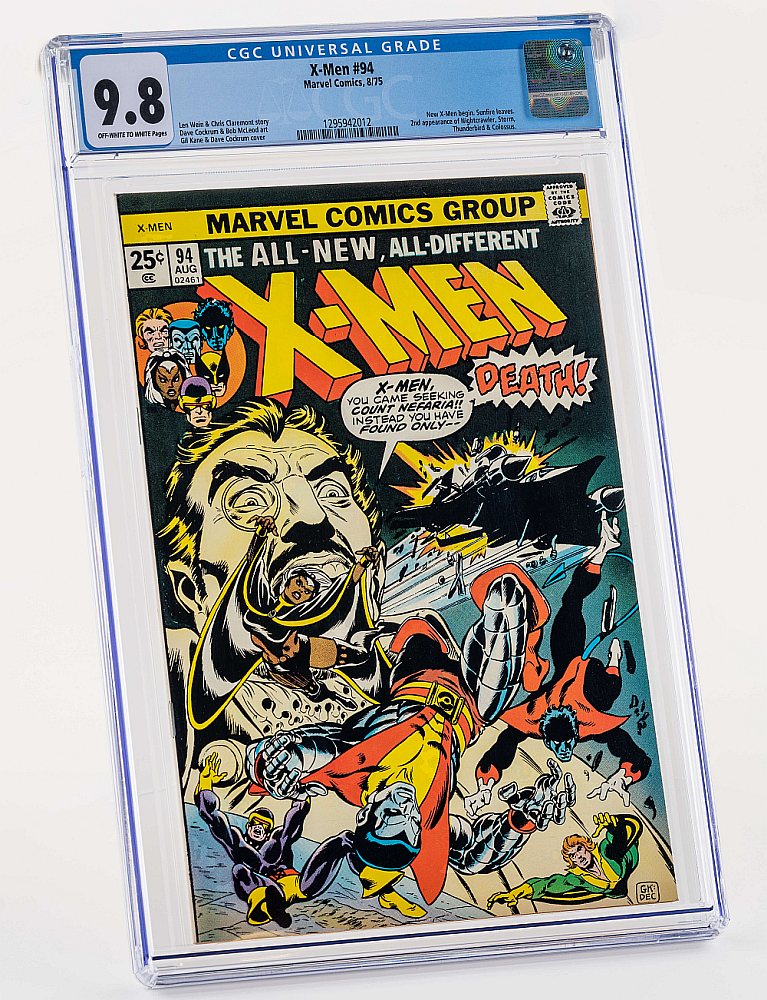 CGC UNIVERSAL GRADE
9.8
OFF-WHITE TO WHITE Pages
X-Men #94
Marvel Comics, 8/75
Len Wein & Chris Claremont story
Dave Cockrum & Bob McLeod art
Gil Kane & Dave Cockrum cover
1295942012
New X-Men begin. Sunfire leaves.
2nd appearance of Nightcrawler, Storm,
Thunderbird & Colossus.
X-MEN
MARVEL COMICS GROUP
APPROVED
BY THE
COMICS
CODE
CA
AUTHORITY
25¢
CC
94
AUG
02461
THE ALL-NEW, ALL-DIFFERENT
X-MEN
X-MEN,
YOU CAME SEEKING
COUNT NEFARIA!!
INSTEAD YOU HAVE
FOUND ONLY--
DEATH!
GK-
DEC